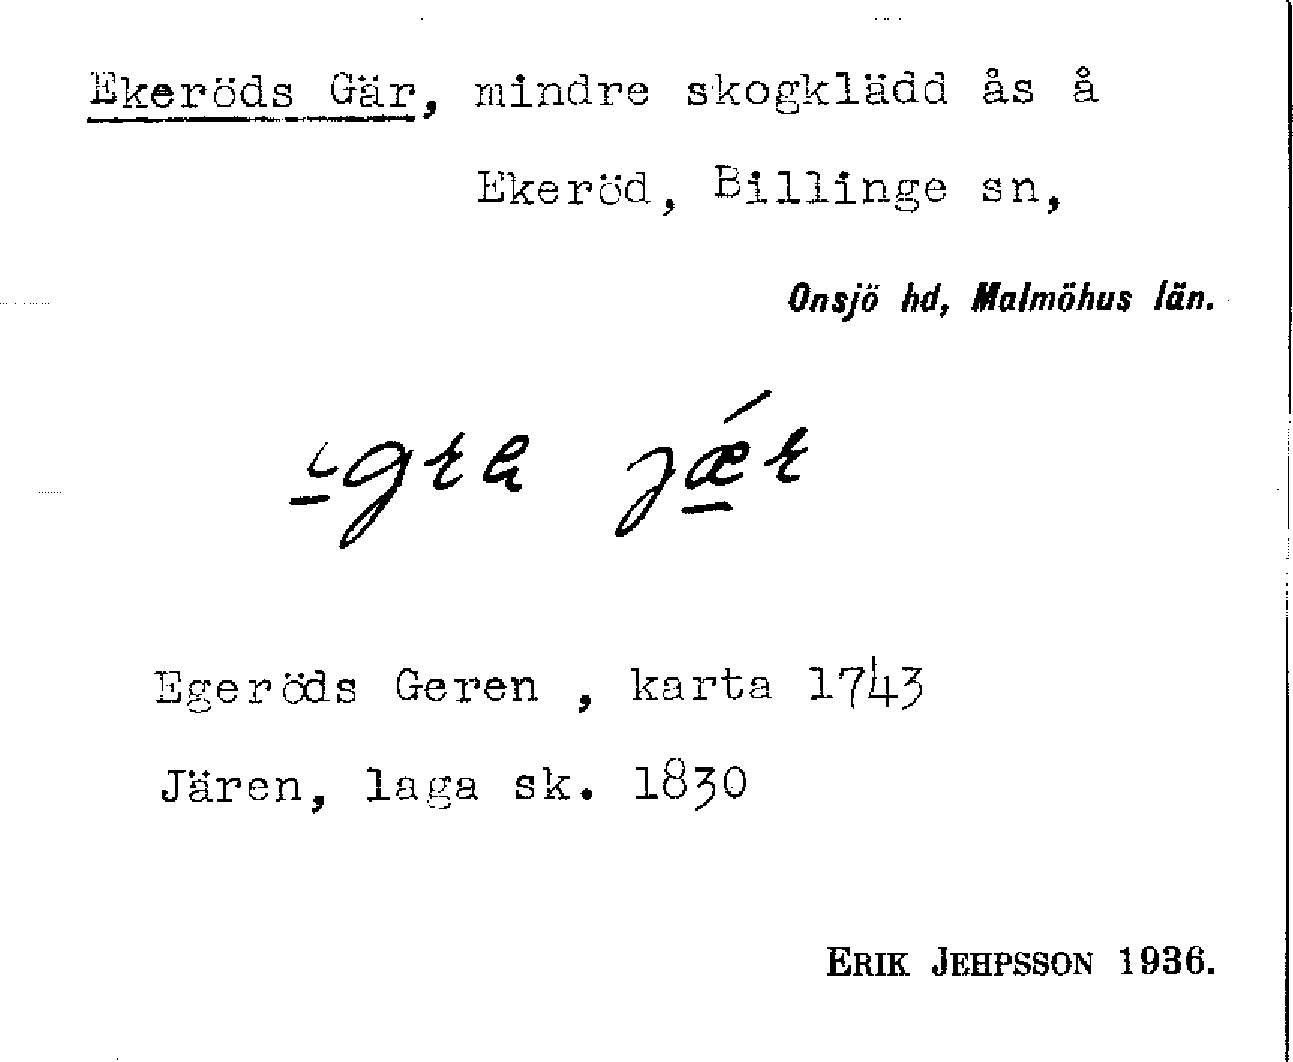 Ekeröds Gär, mindre skogklädd ås å
Ekeröd, Billinge sn,
Onsjö hd, Malmöhus län.
jǽr
Egeröds Geren , karta 1743
Jären, laga sk. 1830
ERIK JEHPSSON 1936.